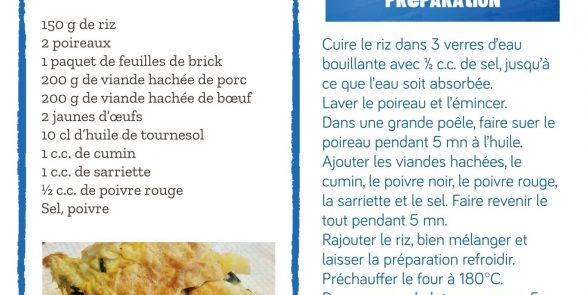 150 g de riz
2 poireaux
1 paquet de feuilles de brick
200 g de viande hachée de porc
200 g de viande hachée de bœuf
2 jaunes d’œufs
10 cl d’huile de tournesol
1 c.c. de cumin
1 c.c. de sarriette
½ c.c. de poivre rouge
Sel, poivre
PRéPARATION
Cuire le riz dans 3 verres d’eau
bouillante avec ½ c.c. de sel, jusqu’à
ce que l’eau soit absorbée.
Laver le poireau et l’émincer.
Dans une grande poêle, faire suer le
poireau pendant 5 mn à l’huile.
Ajouter les viandes hachées, le
cumin, le poivre noir, le poivre rouge,
la sarriette et le sel. Faire revenir le
tout pendant 5 mn.
Rajouter le riz, bien mélanger et
laisser la préparation refroidir.
Préchauffer le four à 180°C.